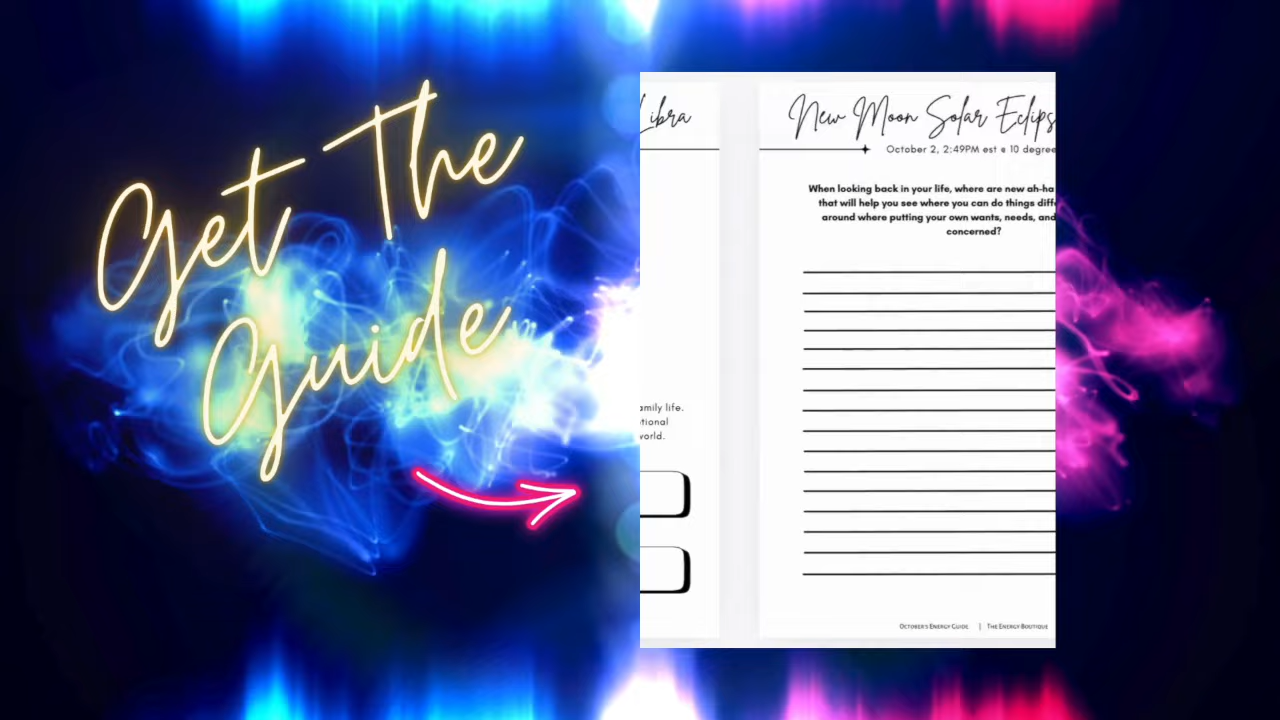 Get The
Guide
Libra
amily life.
tional
world.
New Moon Solar Eclips
October 2, 2:49PM est 10 degree
When looking back in your life, where are new ah-ha
that will help you see where you can do things diff
around where putting your own wants, needs, and
concerned?
October's Energy Guide | The Energy Boutique